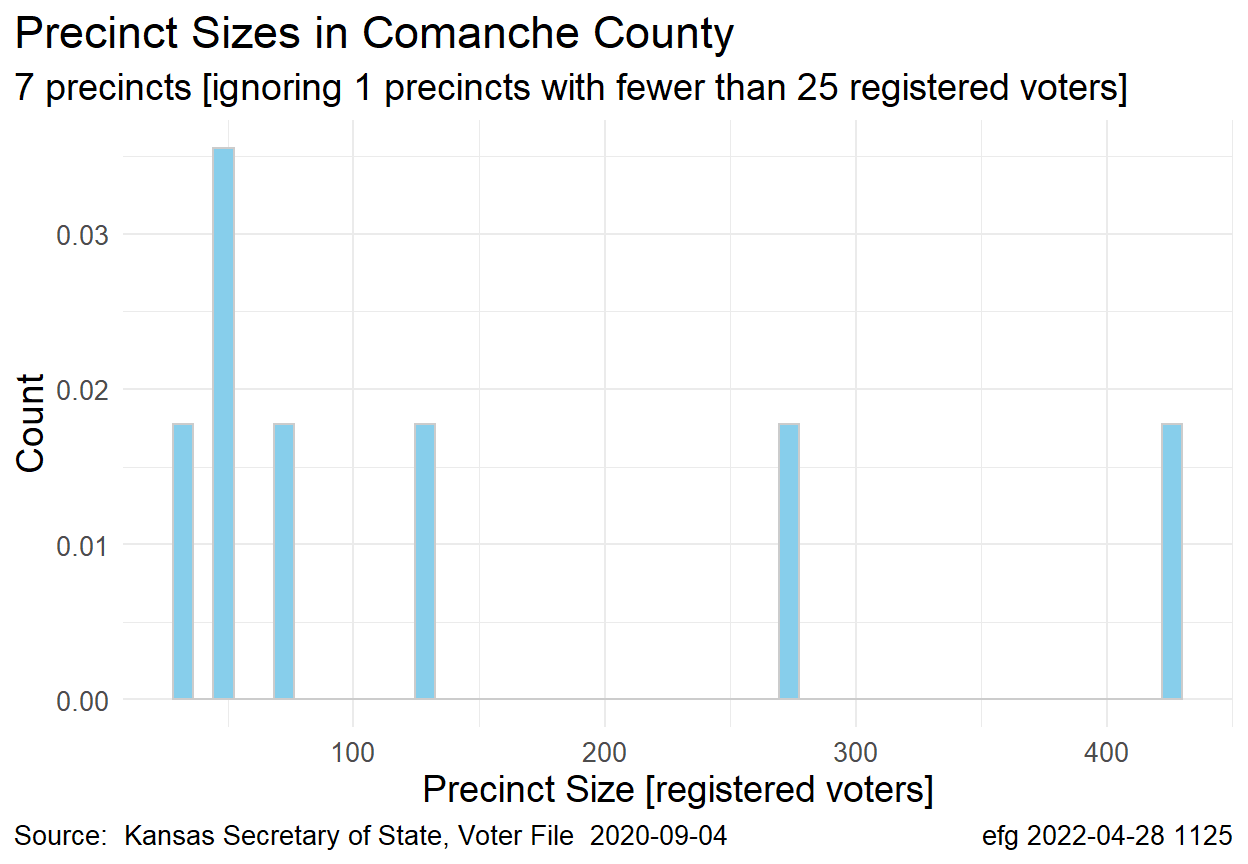 Precinct Sizes in Comanche County
7 precincts [ignoring 1 precincts with fewer than 25 registered voters]
Count
0.03
0.02
0.01
0.00
100 200 300 400
Precinct Size [registered voters]
Source:  Kansas Secretary of State, Voter File  2020-09-04
efg 2022-04-28 1125